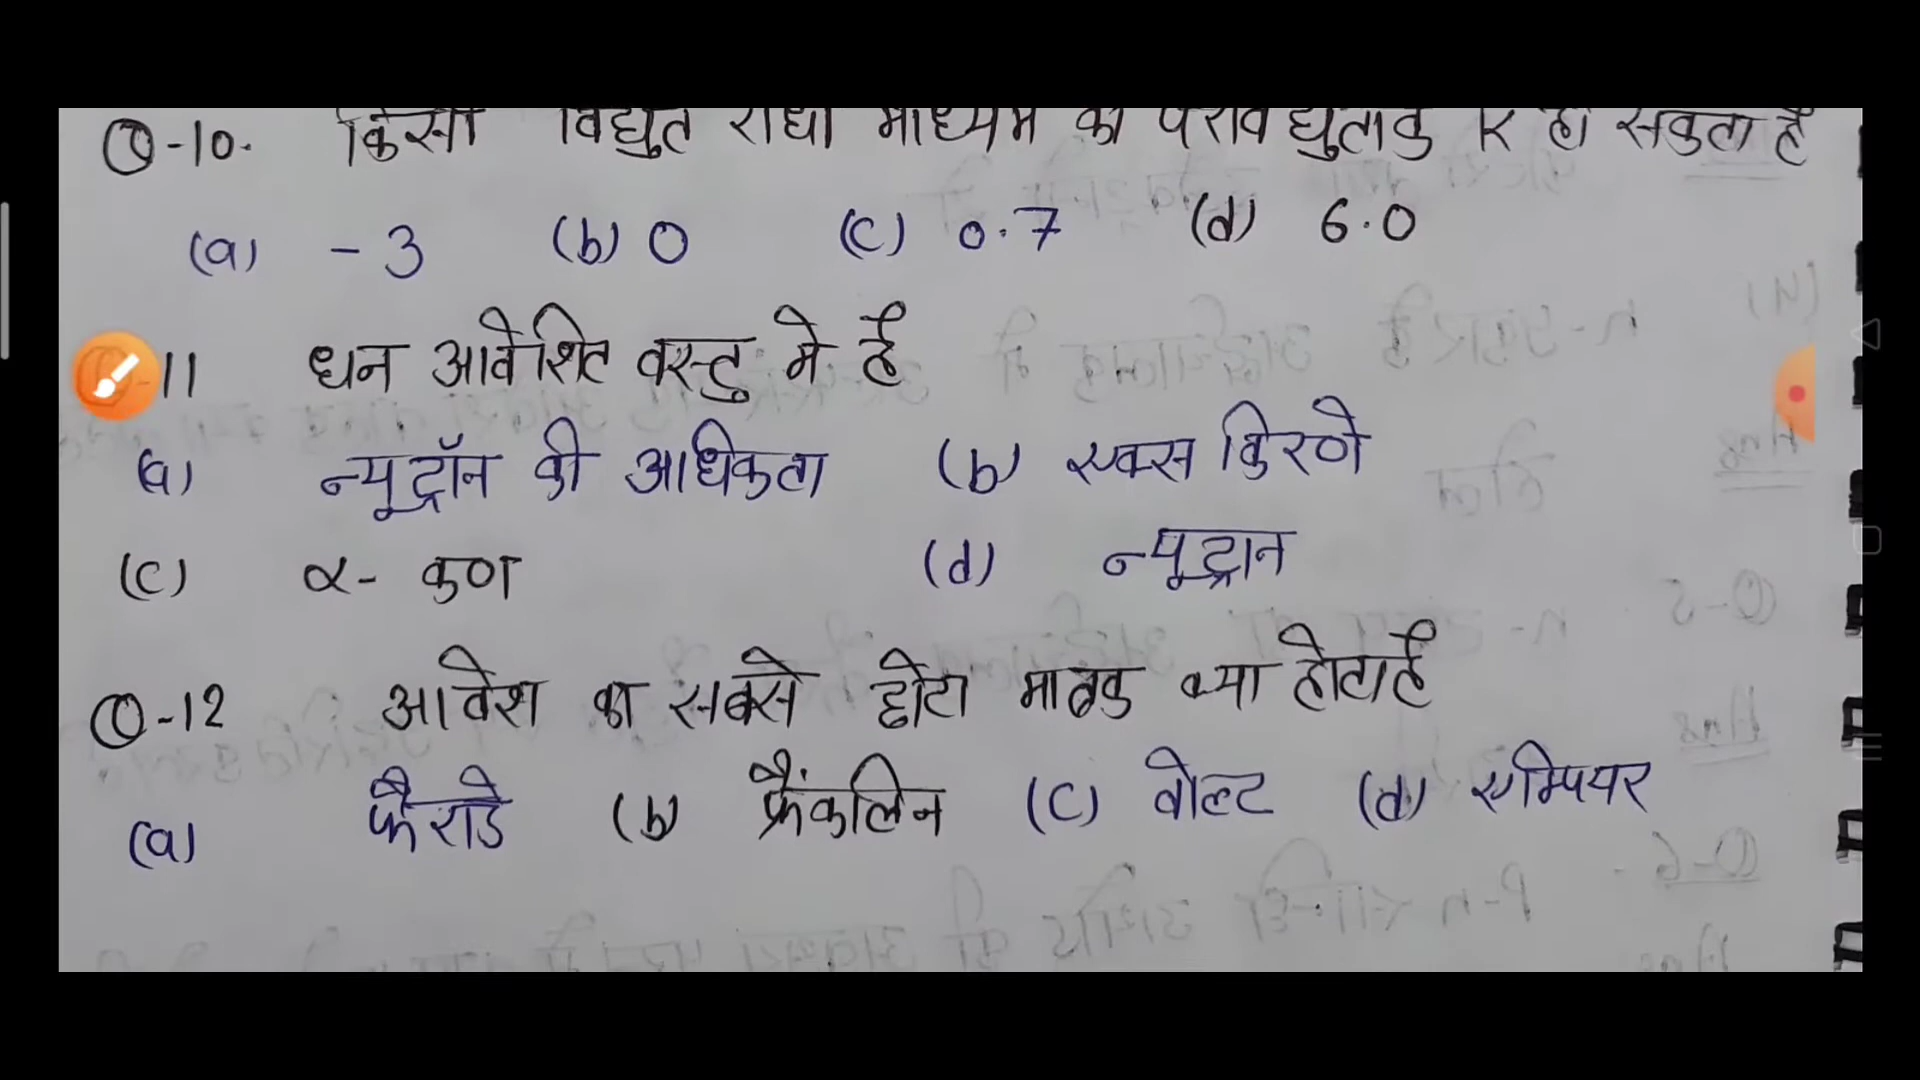 Q-10. किसी विद्युत रोधी माध्यम का परावैद्युतांक K हो सकता है
(a) - 3 (b) 0 (c) 0.7 (d) 6.0
11 धन आवेशित वस्तु मे है
(a) न्यूट्रॉन की अधिकता (b) एक्स किरणे
(c) α- कण (d) न्यूट्रान
Q-12 आवेश का सबसे छोटा मात्रक क्या होता है
(a) फैराडे (b) फ्रैंकलिन (c) वोल्ट (d) एम्पियर